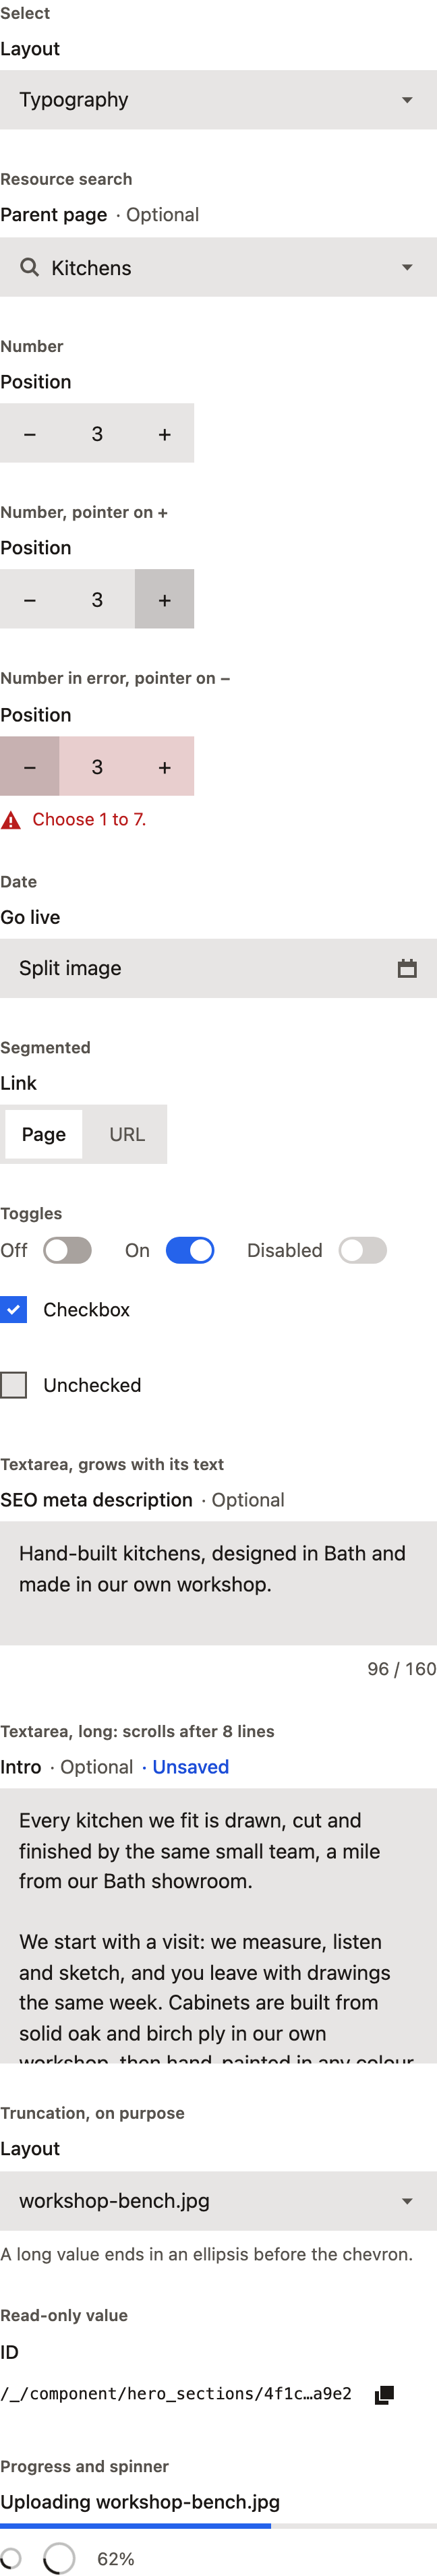 Select
Layout
Typography
Resource search
Parent page · Optional
Kitchens
Number
Position
− 3 +
Number, pointer on +
Position
− 3 +
Number in error, pointer on −
Position
− 3 +
Choose 1 to 7.
Date
Go live
Split image
Segmented
Link
Page URL
Toggles
Off On Disabled
Checkbox
Unchecked
Textarea, grows with its text
SEO meta description · Optional
Hand-built kitchens, designed in Bath and
made in our own workshop.
96 / 160
Textarea, long: scrolls after 8 lines
Intro · Optional · Unsaved
Every kitchen we fit is drawn, cut and
finished by the same small team, a mile
from our Bath showroom.
We start with a visit: we measure, listen
and sketch, and you leave with drawings
the same week. Cabinets are built from
solid oak and birch ply in our own
workshop, then hand-painted in any colour
Truncation, on purpose
Layout
workshop-bench.jpg
A long value ends in an ellipsis before the chevron.
Read-only value
ID
/_/component/hero_sections/4f1c…a9e2
Progress and spinner
Uploading workshop-bench.jpg
62%